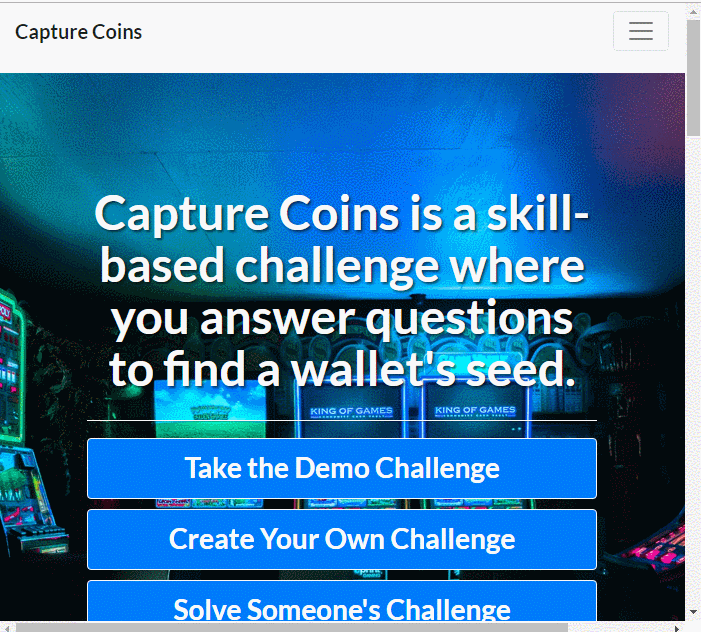 Capture Coins
Capture Coins is a skill-
based challenge where
you answer questions
to find a wallet's seed.
KING OF GAMES
KING OF GAMES
Take the Demo Challenge
Create Your Own Challenge
Solve Someone's Challenge